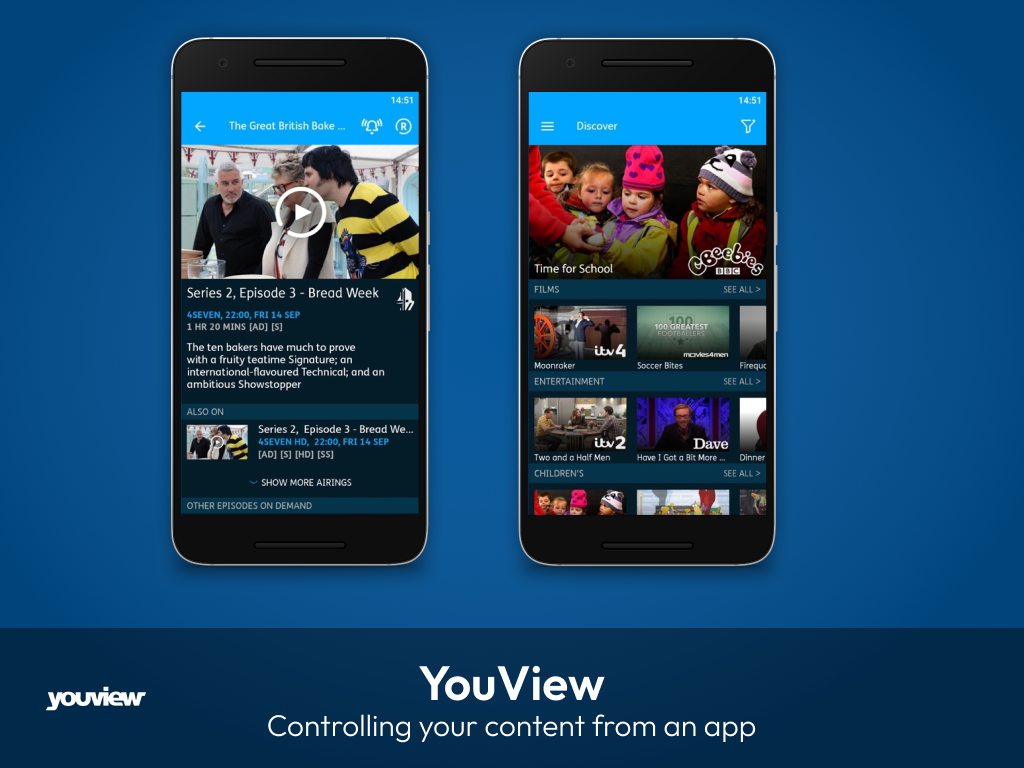 14:51
The Great British Bake ...
R
Series 2, Episode 3 - Bread Week
4SEVEN, 22:00, FRI 14 SEP
1 HR 20 MINS [AD] [S]
The ten bakers have much to prove
with a fruity teatime Signature; an
international-flavoured Technical; and an
ambitious Showstopper
ALSO ON
Series 2, Episode 3 - Bread We...
4SEVEN HD, 22:00, FRI 14 SEP
[AD] [S] [HD] [SS]
SHOW MORE AIRINGS
OTHER EPISODES ON DEMAND
14:51
Discover
Time for School
CBeebies
BBC
FILMS SEE ALL >
itv4
100
100 GREATEST
FOOTBALLERS
movies4men
Moonraker Soccer Bites Firequ
ENTERTAINMENT SEE ALL >
itv2 Dave
Two and a Half Men Have I Got a Bit More ... Dinner
CHILDREN'S SEE ALL >
youview
YouView
Controlling your content from an app